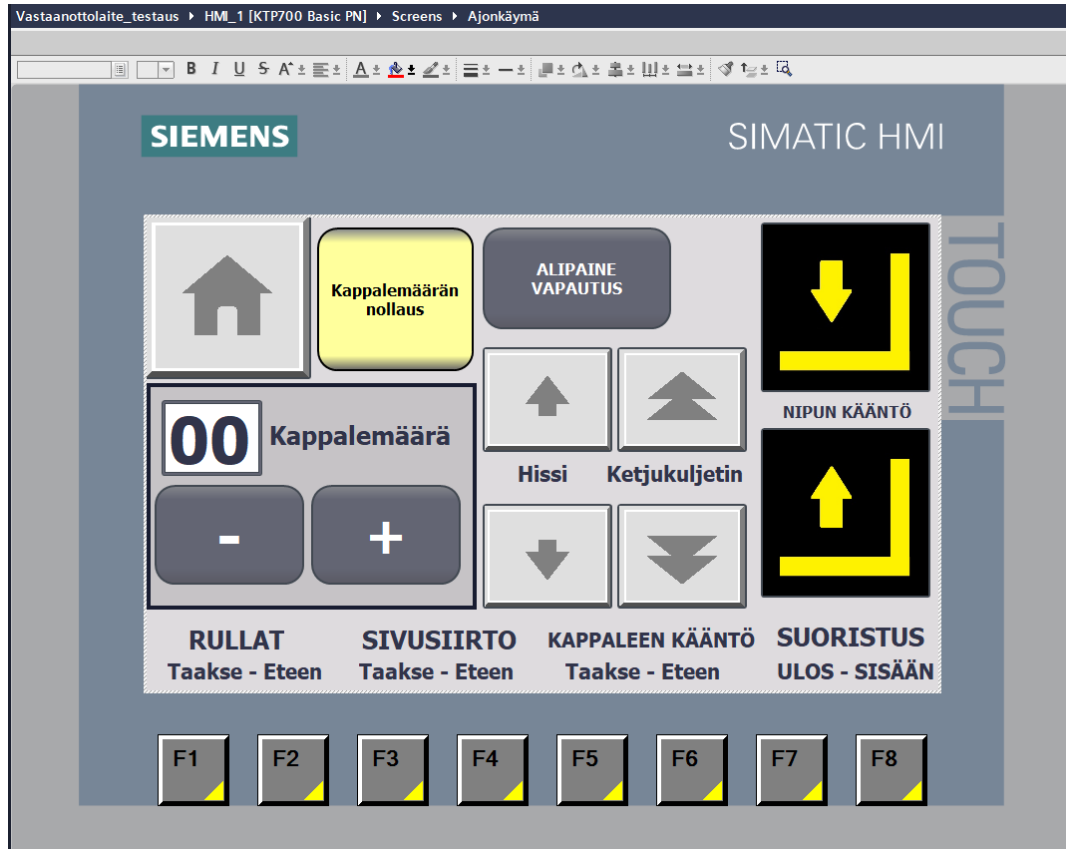 Vastaanottolaite_testaus ▸ HMI_1 [KTP700 Basic PN] ▸ Screens ▸ Ajonkäymä
B I U S A A
SIEMENS
SIMATIC HMI
TOUCH
Kappalemäärän
nollaus
ALIPAINE
VAPAUTUS
NIPUN KÄÄNTÖ
00 Kappalemäärä
- +
Hissi Ketjukuljetin
RULLAT SIVUSIIRTO KAPPALEEN KÄÄNTÖ SUORISTUS
Taakse - Eteen Taakse - Eteen Taakse - Eteen ULOS - SISÄÄN
F1 F2 F3 F4 F5 F6 F7 F8